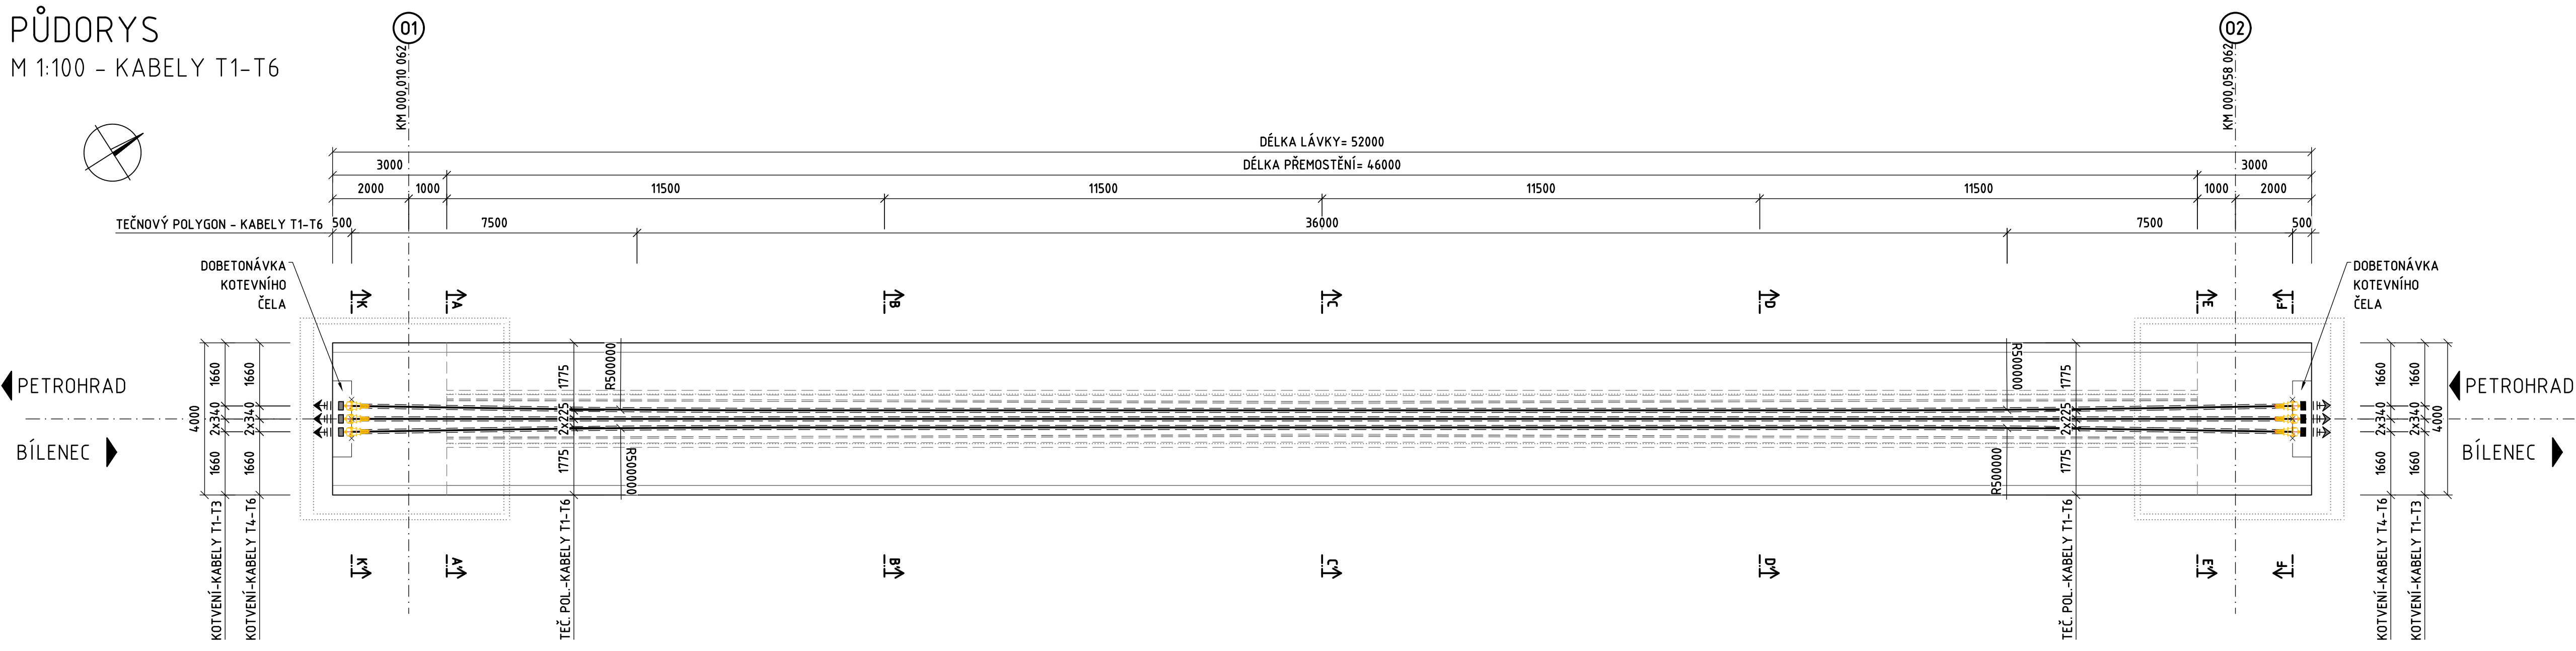 PŮDORYS
M 1:100 - KABELY T1-T6
01
02
KM 000,010 062
KM 000,058 062
DÉLKA LÁVKY= 52000
3000
DÉLKA PŘEMOSTĚNÍ= 46000
3000
2000
1000
11500
11500
11500
11500
1000
2000
TEČNOVÝ POLYGON - KABELY T1-T6
500
7500
36000
7500
500
DOBETONÁVKA
KOTEVNÍHO
ČELA
DOBETONÁVKA
KOTEVNÍHO
ČELA
K
A
B
C
D
E
F'
PETROHRAD
BÍLENEC
PETROHRAD
BÍLENEC
4000
1660
2x340
1660
1660
2x340
1660
1775
2x225
1775
R500000
R500000
R500000
R500000
1775
2x225
1775
1660
2x340
1660
1660
2x340
1660
4000
KOTVENÍ-KABELY T1-T3
KOTVENÍ-KABELY T4-T6
TEČ. POL.-KABELY T1-T6
TEČ. POL.-KABELY T1-T6
KOTVENÍ-KABELY T4-T6
KOTVENÍ-KABELY T1-T3
K'
A'
B'
C'
D'
E'
F